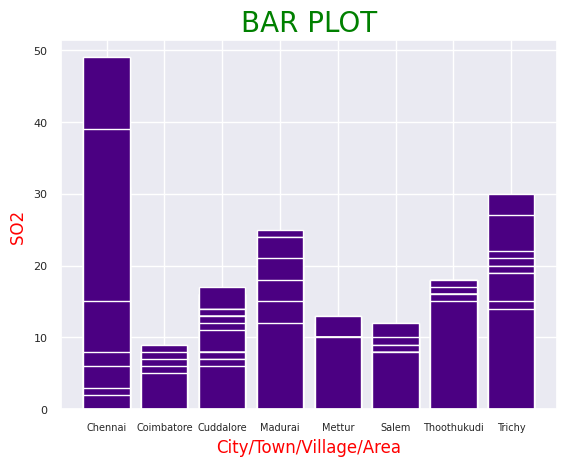 BAR PLOT
50
40
30
20
10
0
SO2
Chennai Coimbatore Cuddalore Madurai Mettur Salem Thoothukudi Trichy
City/Town/Village/Area